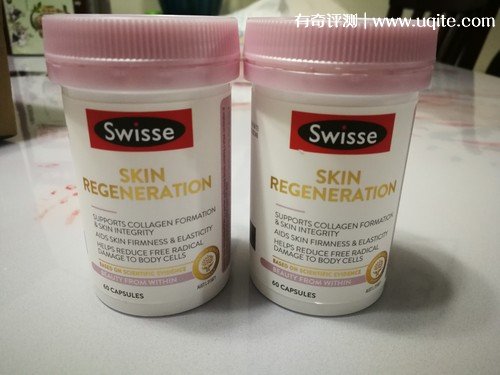 有奇评测 | www.uqite.com
Swisse
SKIN
REGENERATION
SUPPORTS COLLAGEN FORMATION
& SKIN INTEGRITY
AIDS SKIN FIRMNESS & ELASTICITY
HELPS REDUCE FREE RADICAL
DAMAGE TO BODY CELLS
BASED ON SCIENTIFIC EVIDENCE
BEAUTY FROM WITHIN
60 CAPSULES
Swisse
SKIN
REGENERATION
SUPPORTS COLLAGEN FORMATION
& SKIN INTEGRITY
AIDS SKIN FIRMNESS & ELASTICITY
HELPS REDUCE FREE RADICAL
DAMAGE TO BODY CELLS
BASED ON SCIENTIFIC EVIDENCE
BEAUTY FROM WITHIN
60 CAPSULES